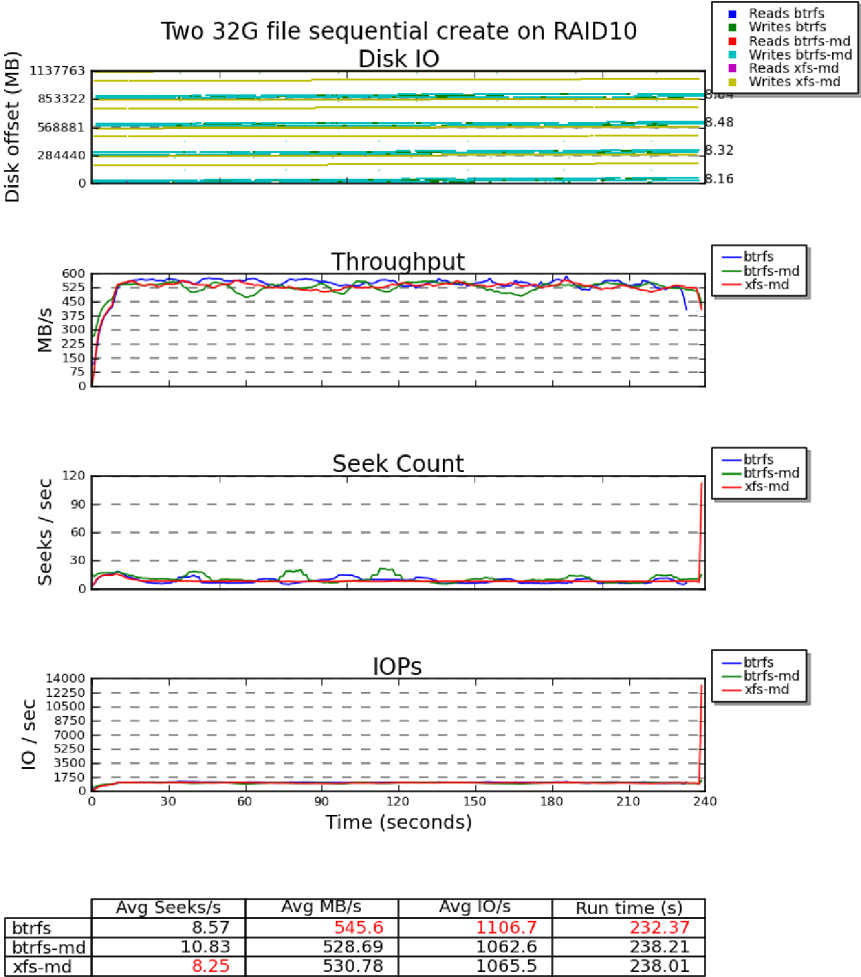 Two 32G file sequential create on RAID10
Reads btrfs
Writes btrfs
Reads btrfs-md
Writes btrfs-md
Reads xfs-md
Writes xfs-md
Disk IO
Disk offset (MB)
1137763
853322
568881
284440
0
8.64
8.48
8.32
8.16
Throughput
btrfs
btrfs-md
xfs-md
MB/s
600
525
450
375
300
225
150
75
0
Seek Count
btrfs
btrfs-md
xfs-md
Seeks / sec
120
90
60
30
0
IOPs
btrfs
btrfs-md
xfs-md
IO / sec
14000
12250
10500
8750
7000
5250
3500
1750
0
0 30 60 90 120 150 180 210 240
Time (seconds)
Avg Seeks/s Avg MB/s Avg IO/s Run time (s)
btrfs 8.57 545.6 1106.7 232.37
btrfs-md 10.83 528.69 1062.6 238.21
xfs-md 8.25 530.78 1065.5 238.01